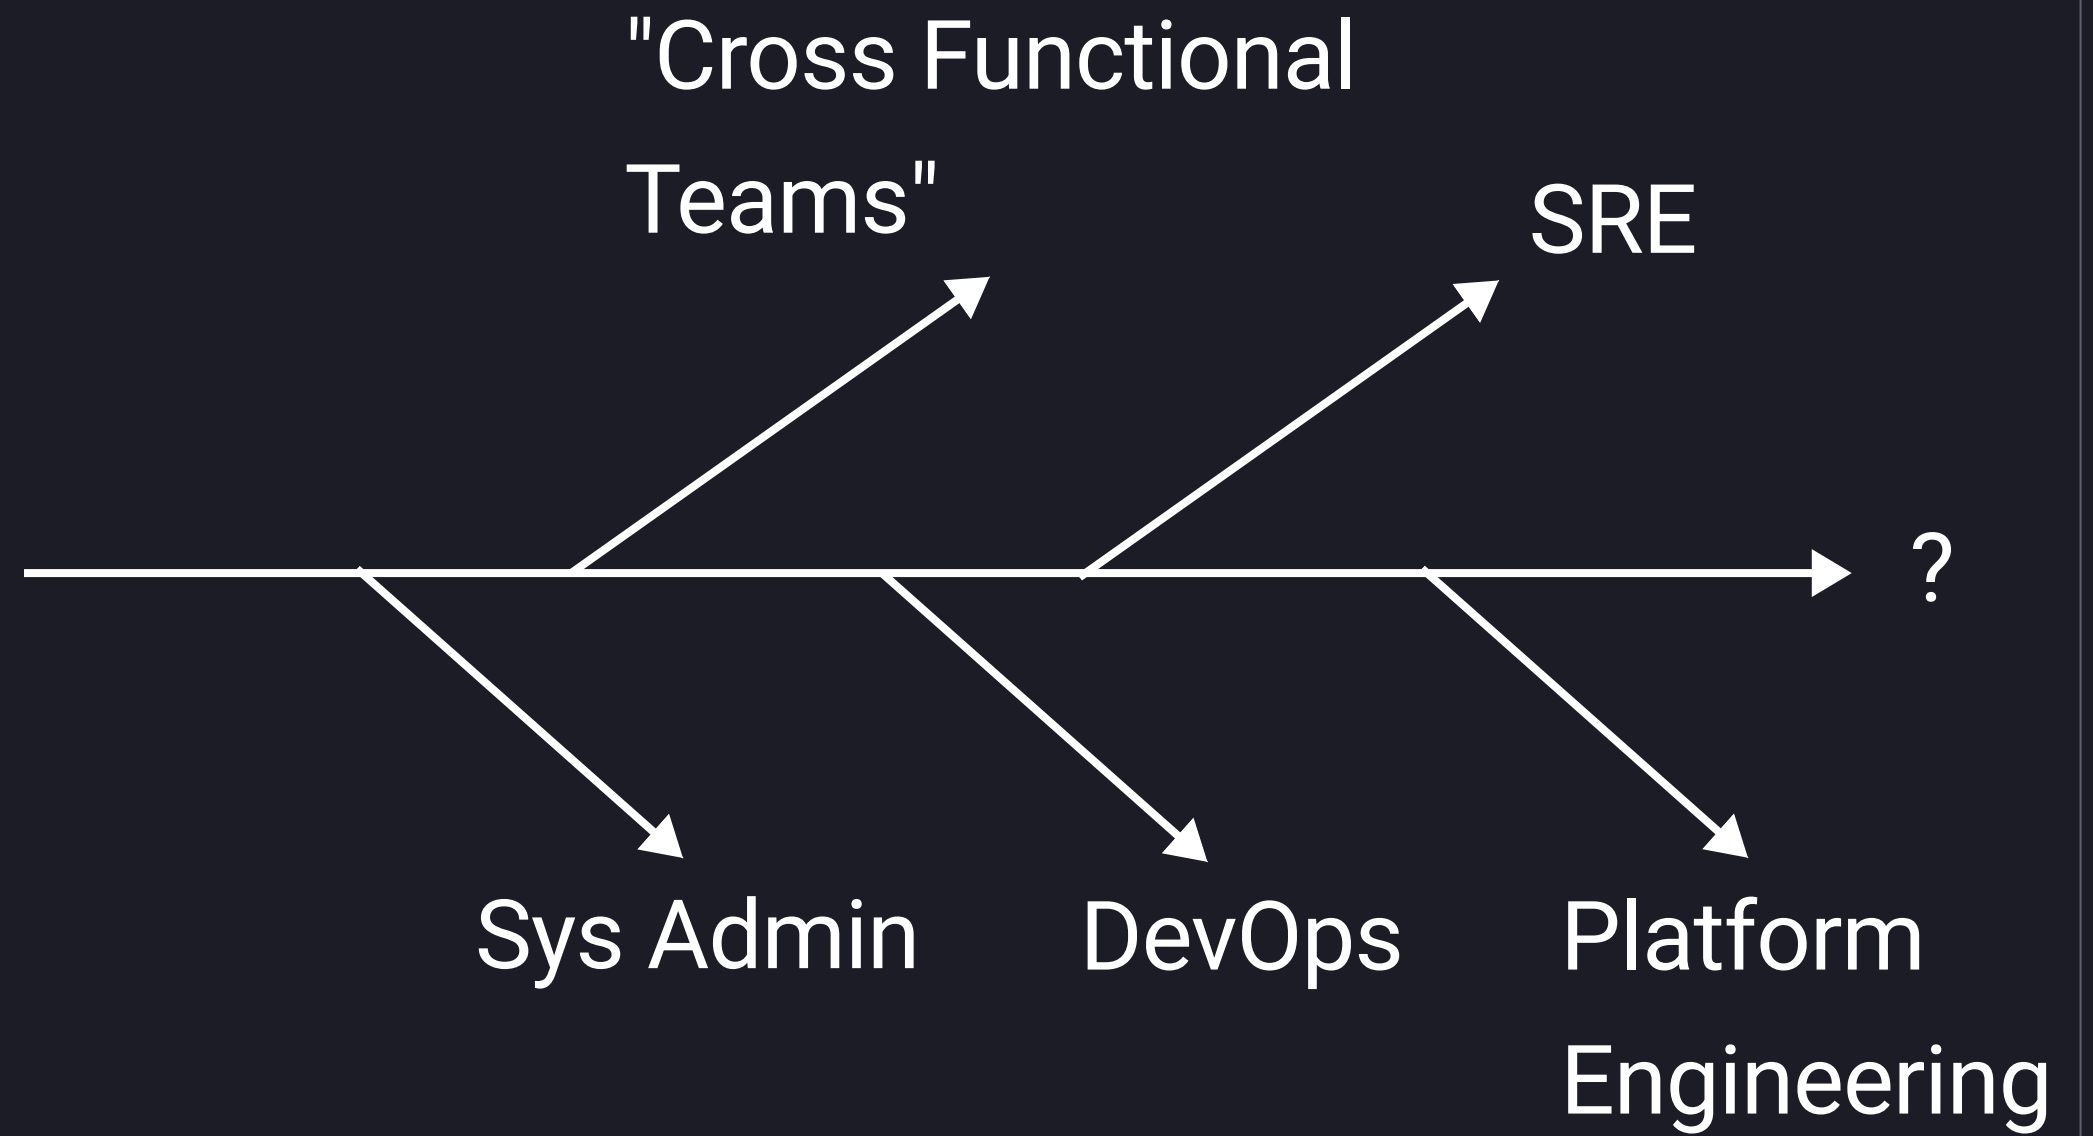 "Cross Functional
Teams"
SRE
?
Sys Admin
DevOps
Platform
Engineering